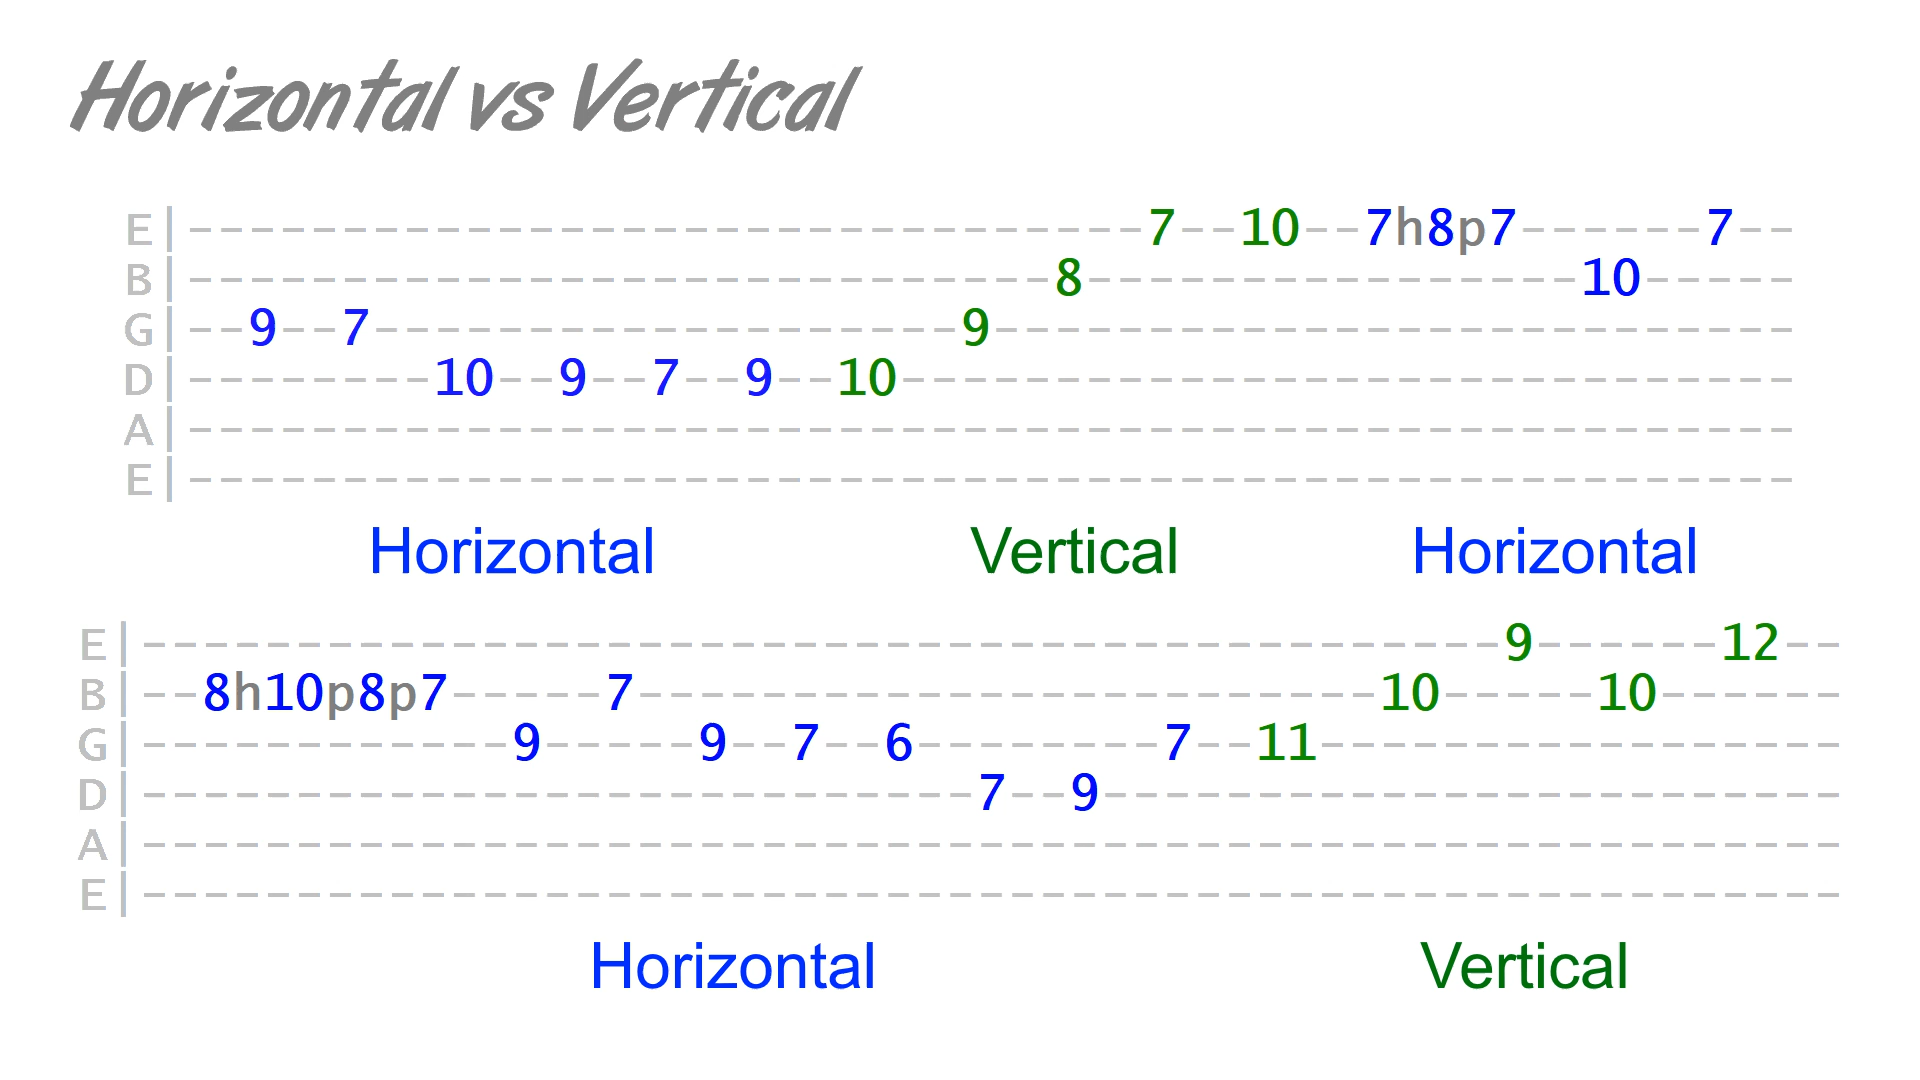 Horizontal vs Vertical
E|-------------------------------7--10--7h8p7------7--
B|----------------------------8----------------10-----
G|--9--7-------------------9--------------------------
D|--------10--9--7--9--10-----------------------------
A|----------------------------------------------------
E|----------------------------------------------------
Horizontal Vertical Horizontal
E|--------------------------------------------9------12--
B|--8h10p8p7-----7------------------------10-----10------
G|------------9-----9--7--6--------7--11-----------------
D|---------------------------7--9------------------------
A|-------------------------------------------------------
E|-------------------------------------------------------
Horizontal Vertical